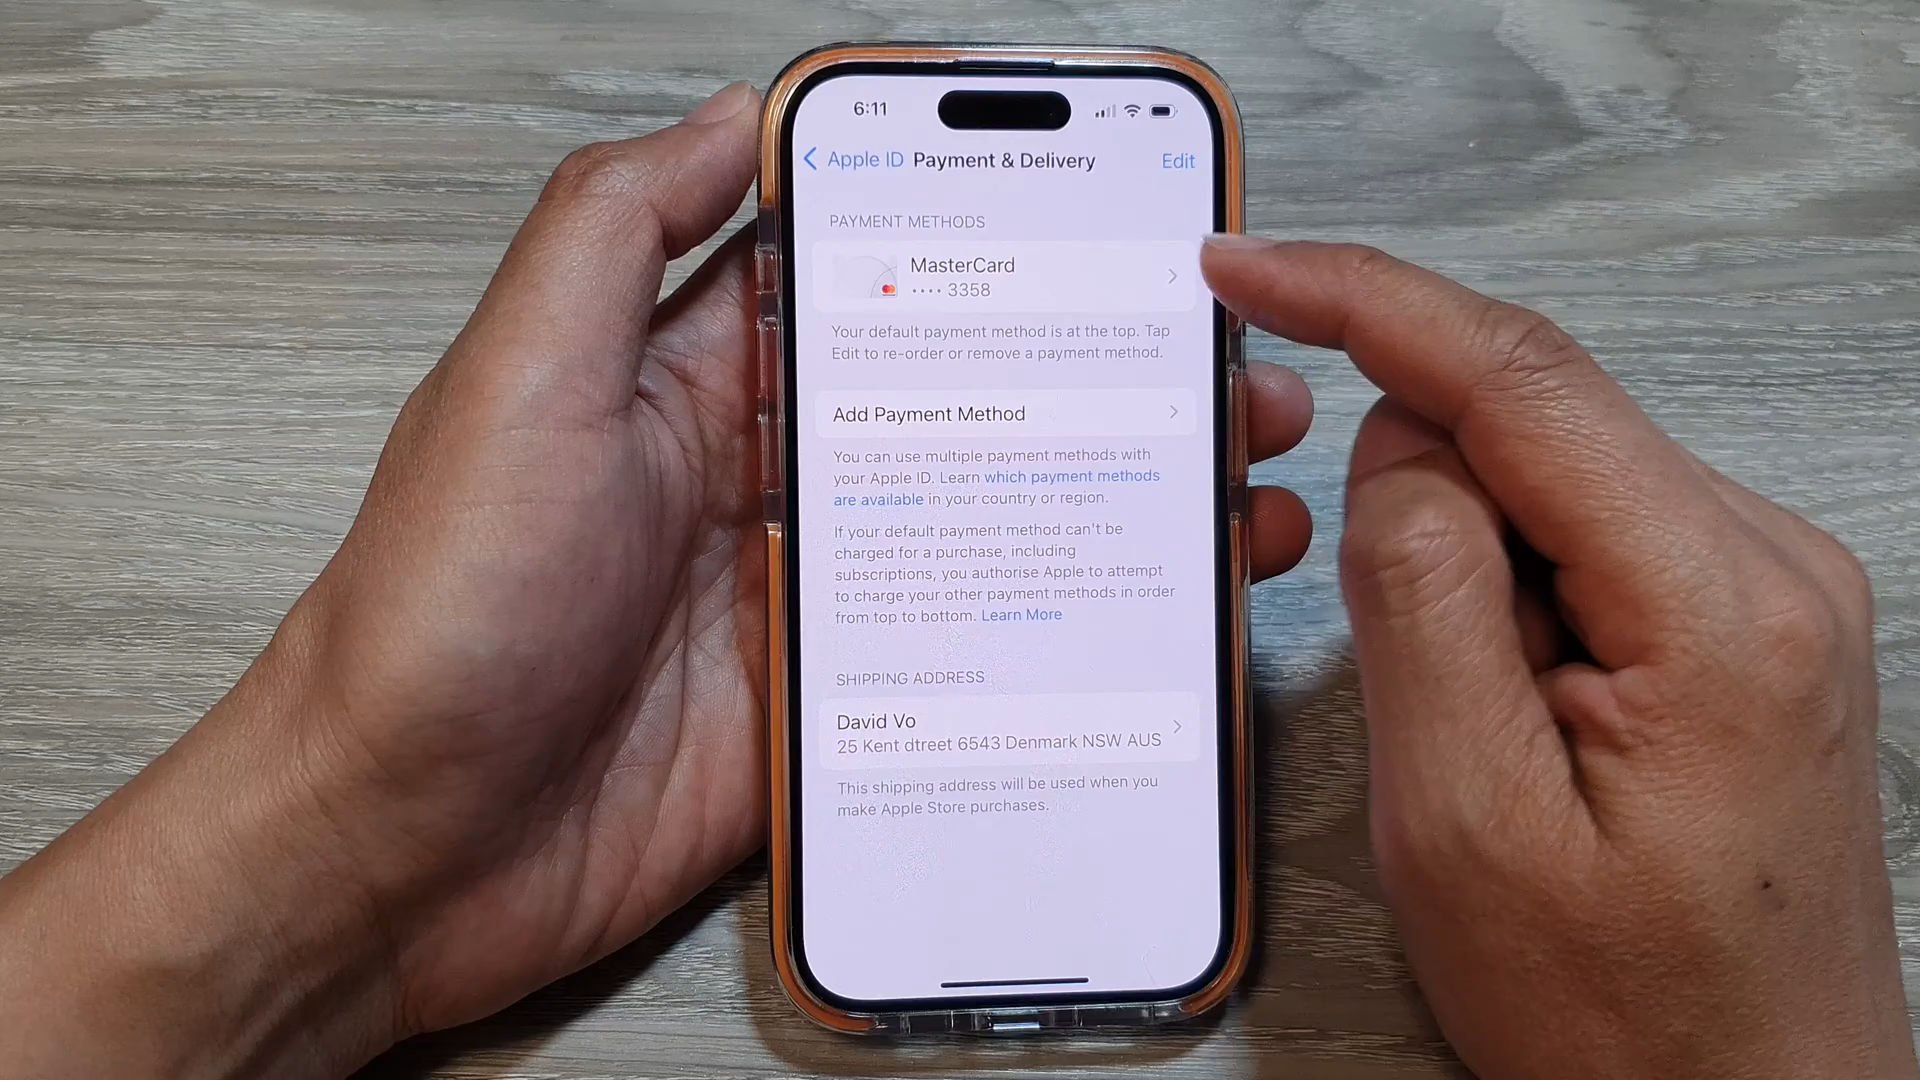 6:11
Apple ID Payment & Delivery Edit
PAYMENT METHODS
MasterCard
•••• 3358
Your default payment method is at the top. Tap
Edit to re-order or remove a payment method.
Add Payment Method
You can use multiple payment methods with
your Apple ID. Learn which payment methods
are available in your country or region.
If your default payment method can't be
charged for a purchase, including
subscriptions, you authorise Apple to attempt
to charge your other payment methods in order
from top to bottom. Learn More
SHIPPING ADDRESS
David Vo
25 Kent dtreet 6543 Denmark NSW AUS
This shipping address will be used when you
make Apple Store purchases.